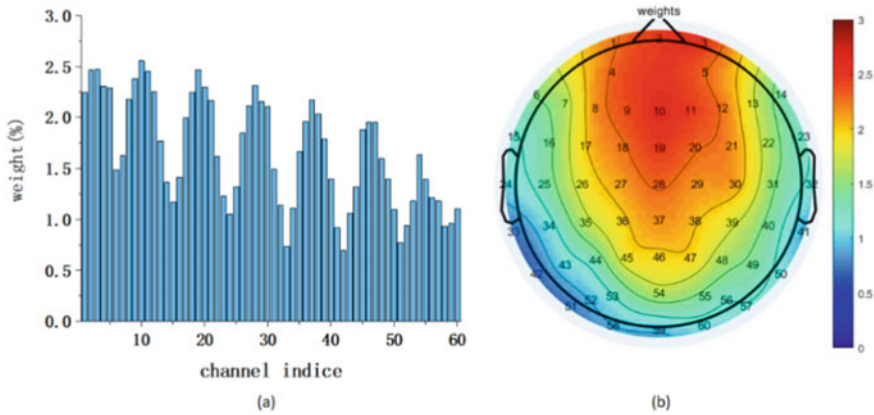 3.0
2.5
2.0
1.5
1.0
0.5
0.0
weight(%)
10 20 30 40 50 60
channel indice
(a)
weights
1 2 3
4 5
6 7 8 9 10 11 12 13 14
15 16 17 18 19 20 21 22 23
24 25 26 27 28 29 30 31 32
33 34 35 36 37 38 39 40 41
42 43 44 45 46 47 48 49 50
51 52 53 54 55 56 57
58 59 60
3
2.5
2
1.5
1
0.5
0
(b)